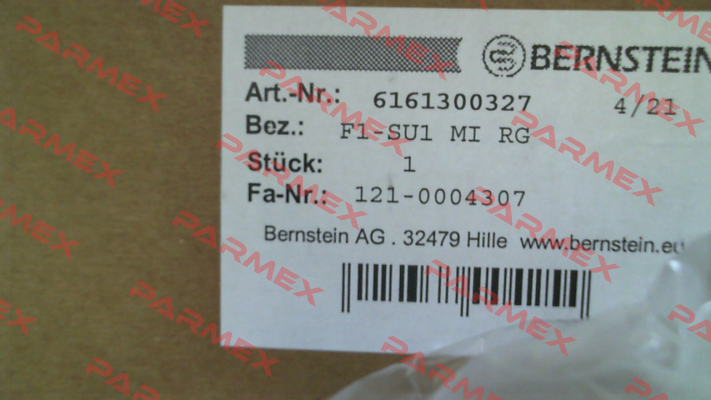 BERNSTEIN
Art.-Nr.: 6161300327 4/21
Bez.: F1-SU1 MI RG
Stück: 1
Fa-Nr.: 121-0004307
Bernstein AG . 32479 Hille www.bernstein.eu
PARMEX